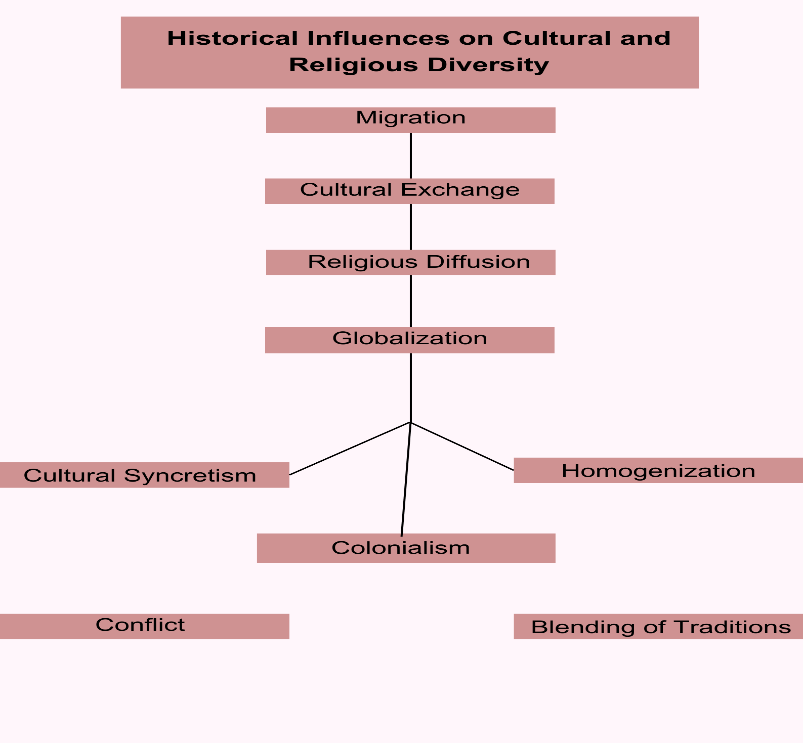 Historical Influences on Cultural and
Religious Diversity
Migration
Cultural Exchange
Religious Diffusion
Globalization
Cultural Syncretism
Homogenization
Colonialism
Conflict
Blending of Traditions